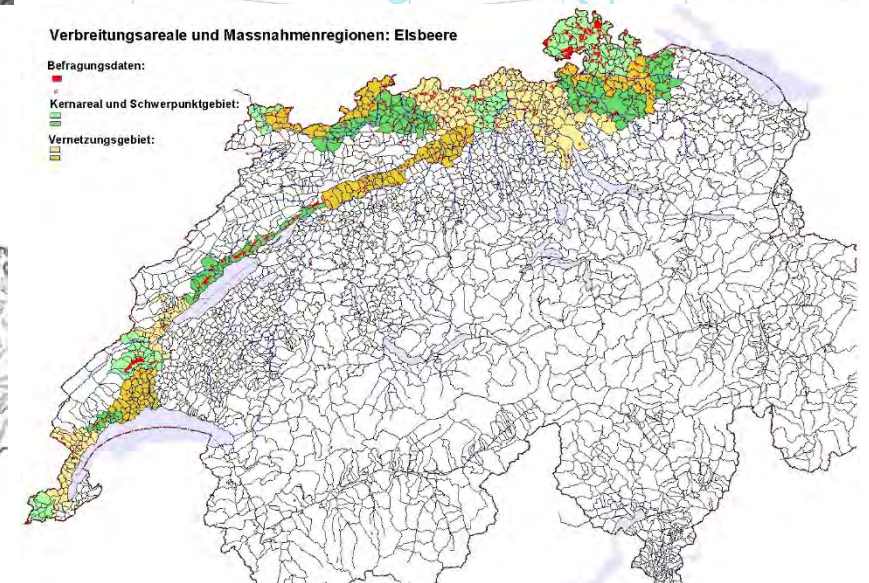 Verbreitungsareale und Massnahmenregionen: Elsbeere
Befragungsdaten:
Kernareal und Schwerpunktgebiet:
Vernetzungsgebiet: